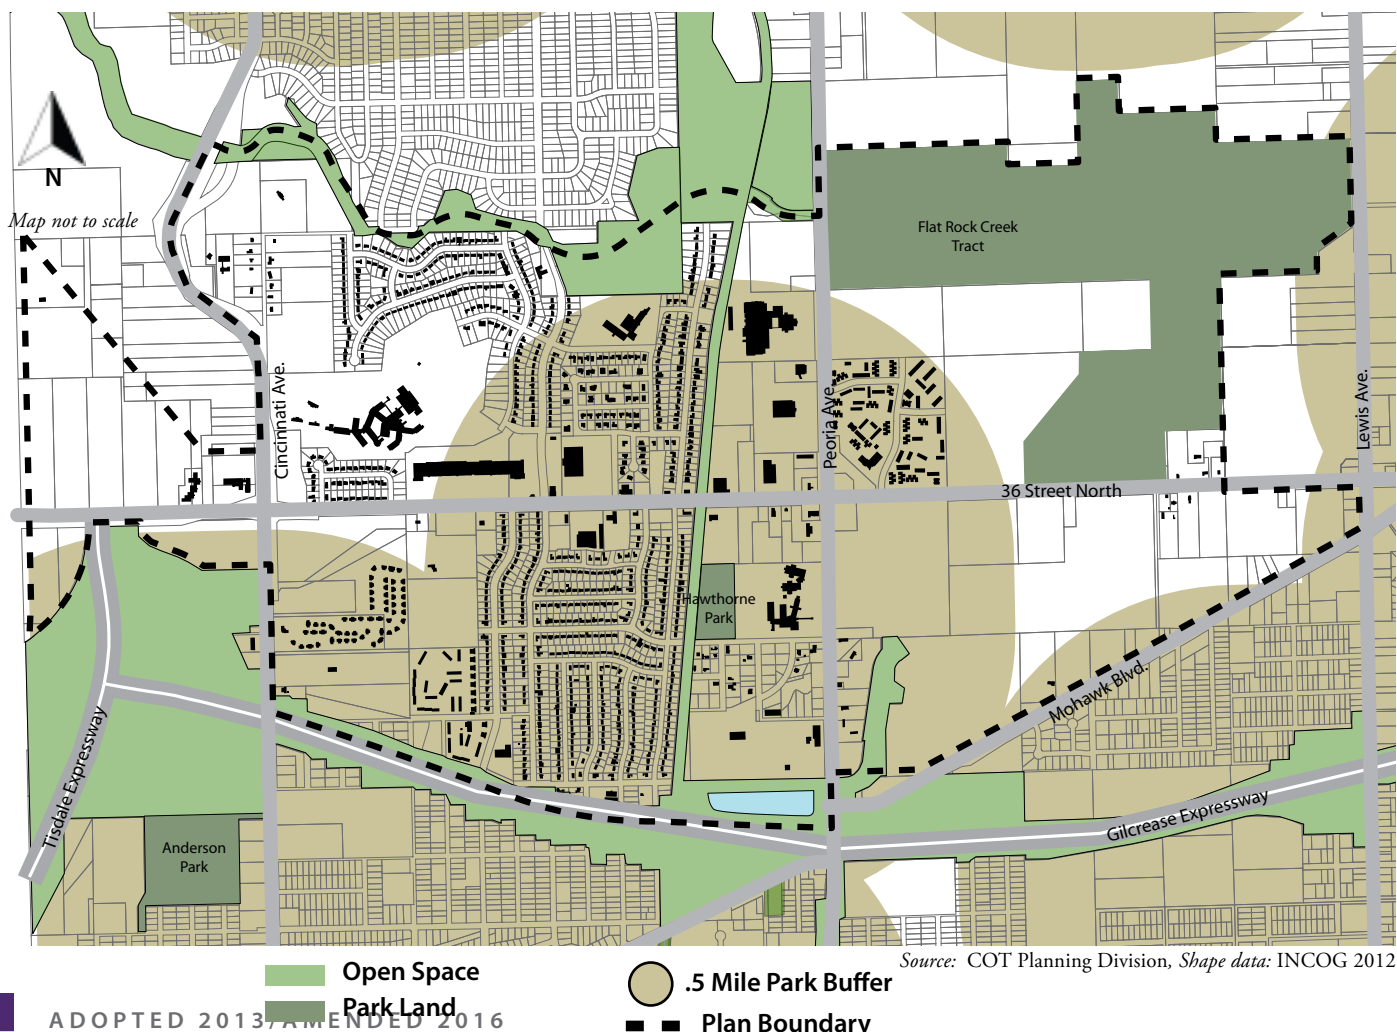 N
Map not to scale
Flat Rock Creek
Tract
Cincinnati Ave.
Peoria Ave.
Lewis Ave.
36 Street North
Hawthorne
Park
Mohawk Blvd.
Tisdale Expressway
Gilcrease Expressway
Anderson
Park
Source: COT Planning Division, Shape data: INCOG 2012
Open Space
.5 Mile Park Buffer
Park Land
Plan Boundary
ADOPTED 2013/AMENDED 2016